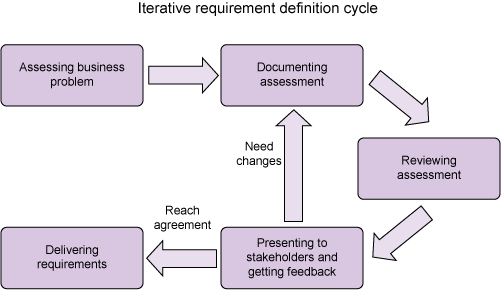 Iterative requirement definition cycle
Assessing business
problem
Documenting
assessment
Reviewing
assessment
Need
changes
Presenting to
stakeholders and
getting feedback
Reach
agreement
Delivering
requirements